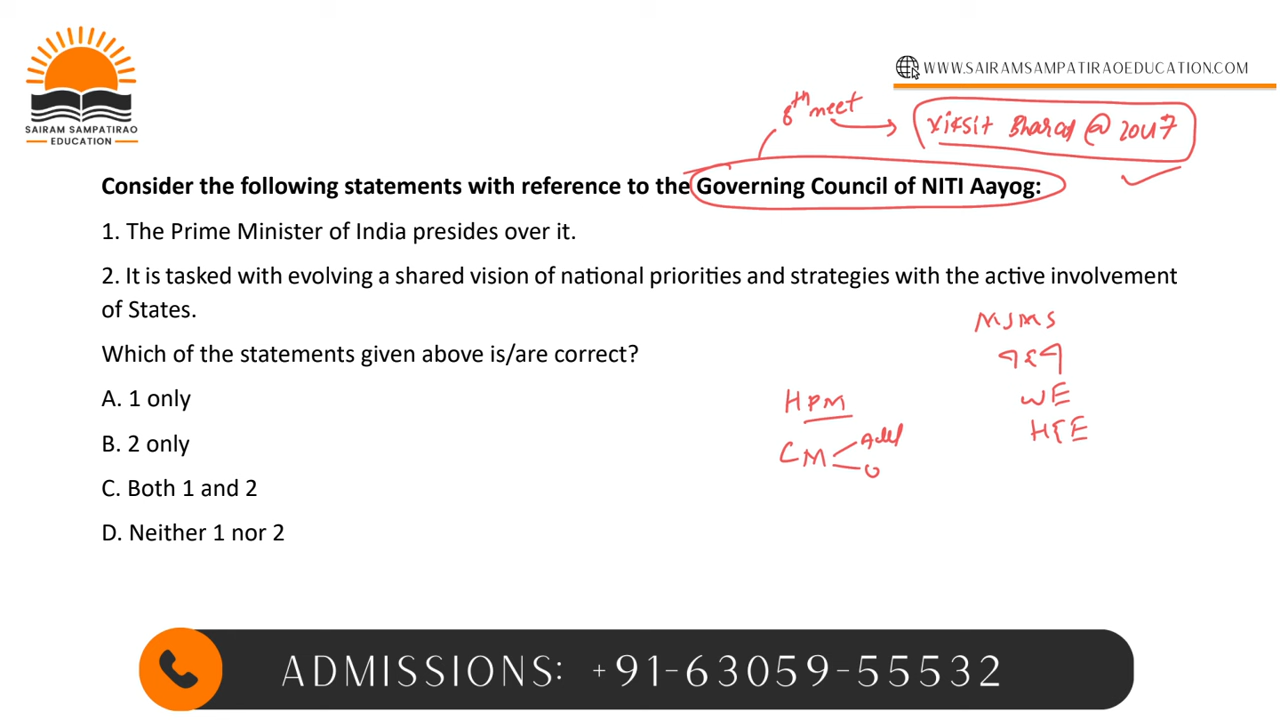 SAIRAM SAMPATIRAO
EDUCATION
WWW.SAIRAMSAMPATIRAOEDUCATION.COM
8th meet
Viksit Bharat @ 2047
Consider the following statements with reference to the Governing Council of NITI Aayog:
1. The Prime Minister of India presides over it.
2. It is tasked with evolving a shared vision of national priorities and strategies with the active involvement
of States.
Which of the statements given above is/are correct?
A. 1 only
B. 2 only
C. Both 1 and 2
D. Neither 1 nor 2
MSMS
WE
HPM
CM
ADMISSIONS: +91-63059-55532